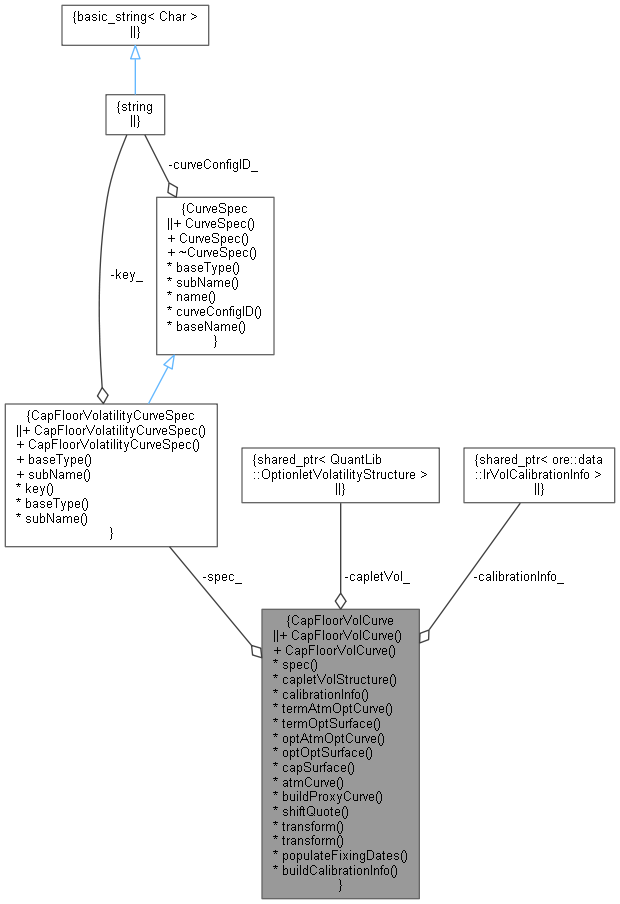 {basic_string< Char >
||}
{string
||}
-curveConfigID_
{CurveSpec
||+ CurveSpec()
+ CurveSpec()
+ ~CurveSpec()
* baseType()
* subName()
* name()
* curveConfigID()
* baseName()
}
-key_
{CapFloorVolatilityCurveSpec
||+ CapFloorVolatilityCurveSpec()
+ CapFloorVolatilityCurveSpec()
+ baseType()
+ subName()
* key()
* baseType()
* subName()
}
{shared_ptr< QuantLib
::OptionletVolatilityStructure >
||}
{shared_ptr< ore::data
::IrVolCalibrationInfo >
||}
-spec_
-capletVol_
-calibrationInfo_
{CapFloorVolCurve
||+ CapFloorVolCurve()
+ CapFloorVolCurve()
* spec()
* capletVolStructure()
* calibrationInfo()
* termAtmOptCurve()
* termOptSurface()
* optAtmOptCurve()
* optOptSurface()
* capSurface()
* atmCurve()
* buildProxyCurve()
* shiftQuote()
* transform()
* transform()
* populateFixingDates()
* buildCalibrationInfo()
}